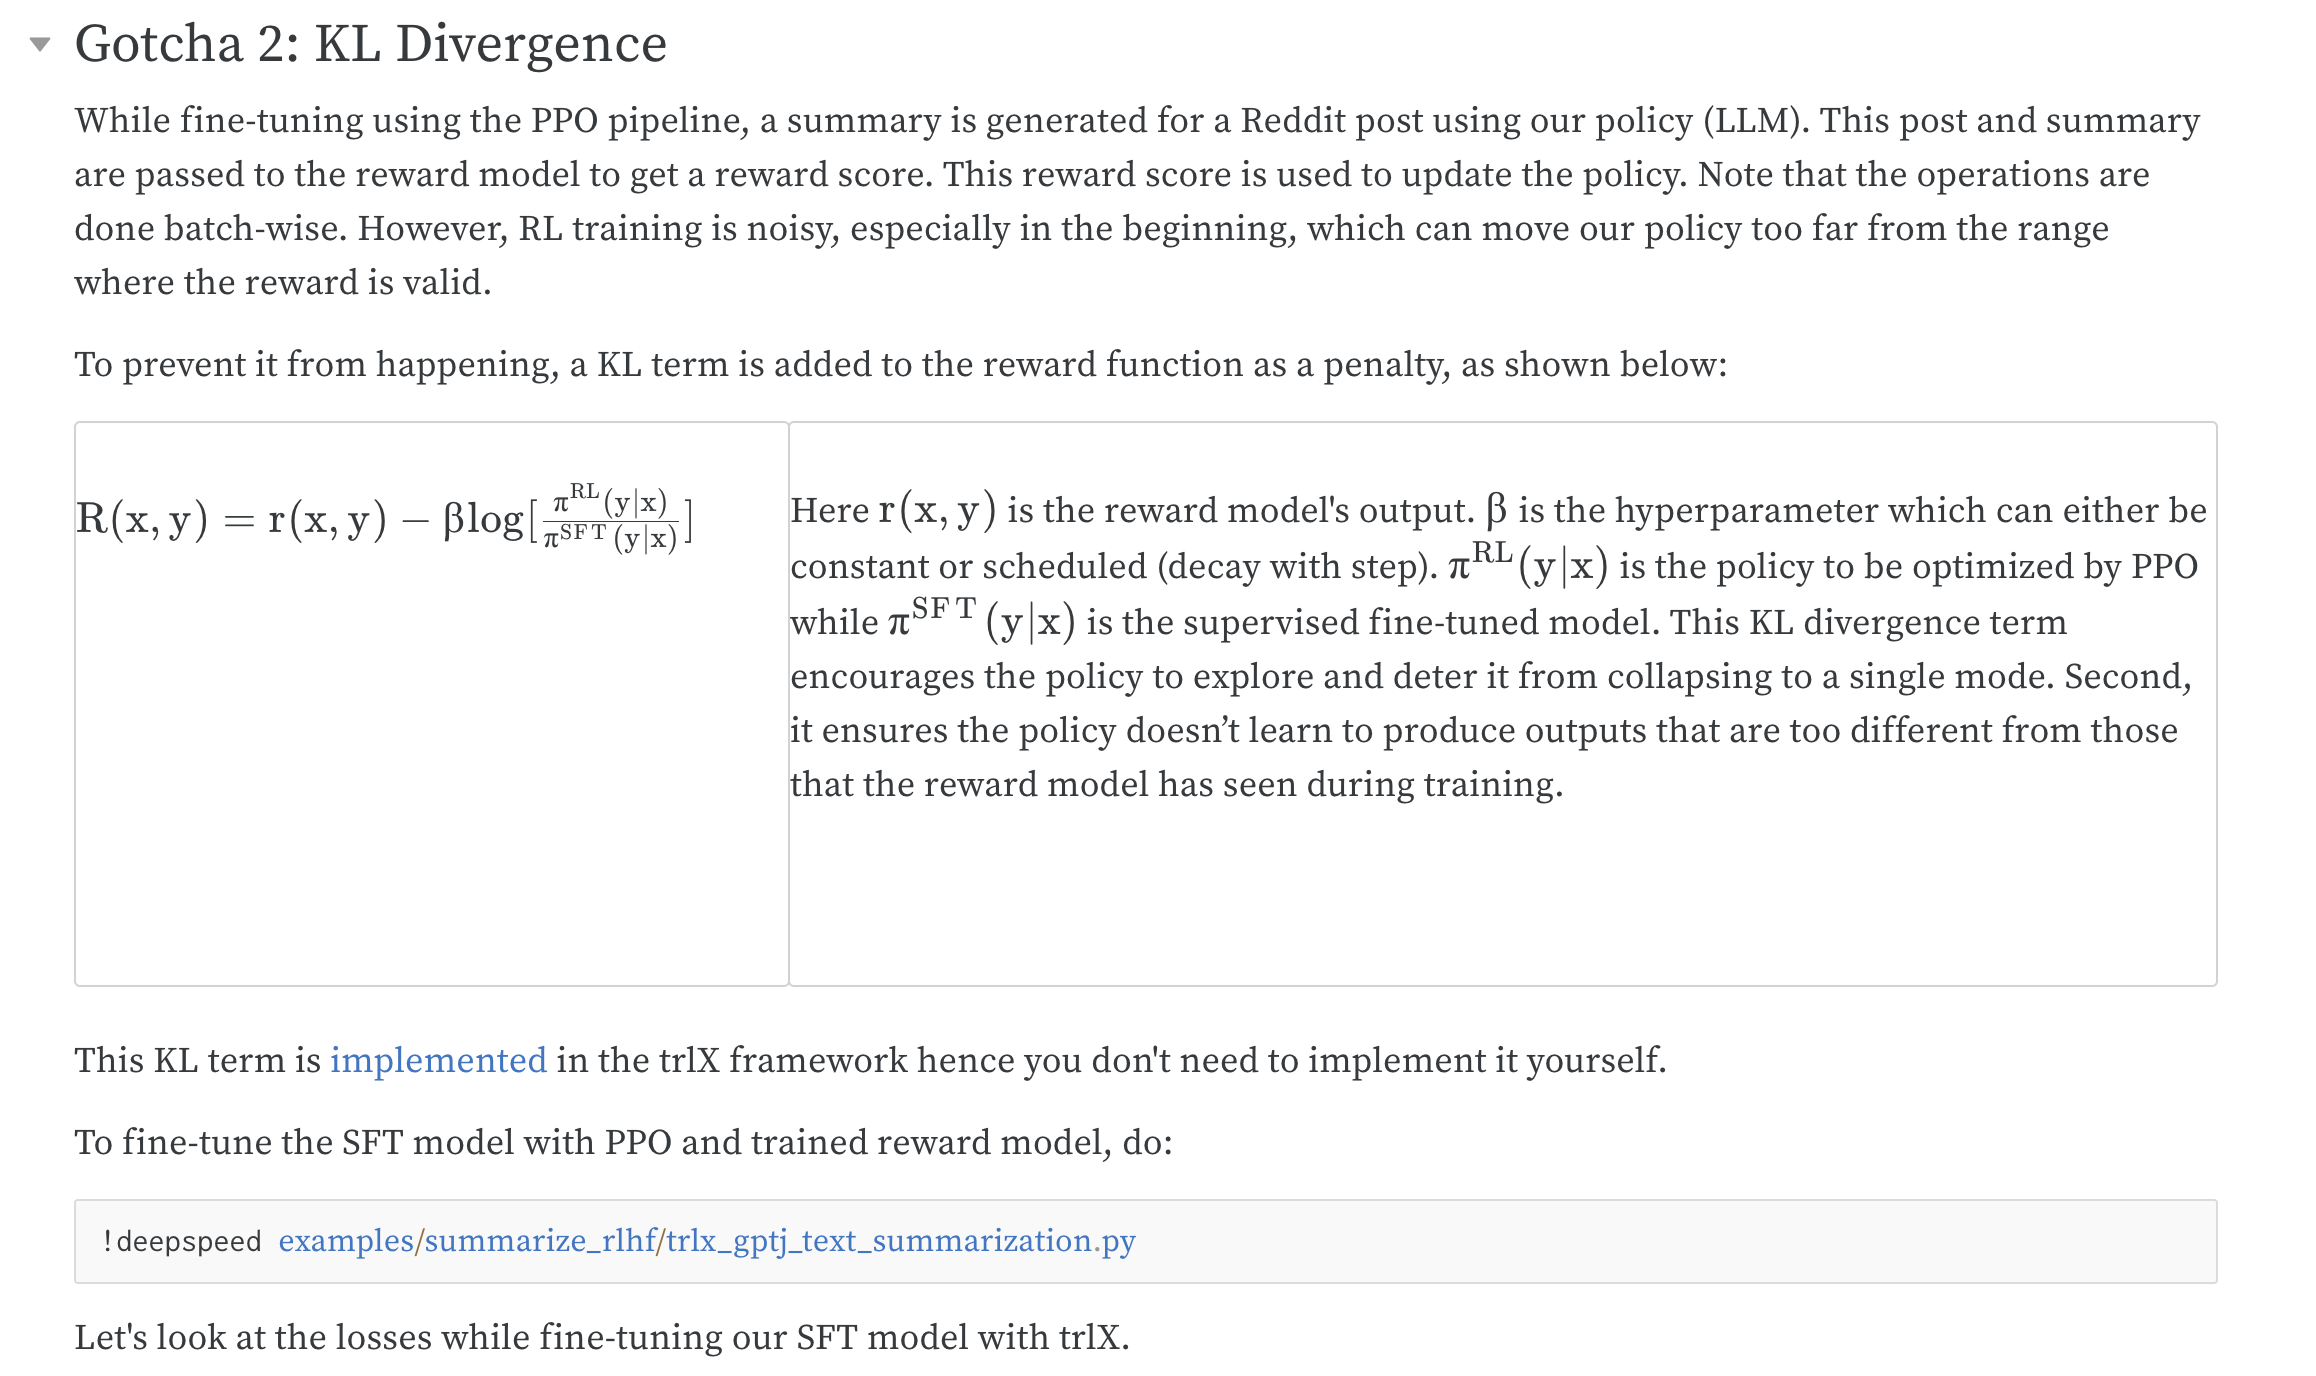 Gotcha 2: KL Divergence
While fine-tuning using the PPO pipeline, a summary is generated for a Reddit post using our policy (LLM). This post and summary
are passed to the reward model to get a reward score. This reward score is used to update the policy. Note that the operations are
done batch-wise. However, RL training is noisy, especially in the beginning, which can move our policy too far from the range
where the reward is valid.
To prevent it from happening, a KL term is added to the reward function as a penalty, as shown below:
R(x, y) = r(x, y) − βlog[π^RL(y|x) / π^SFT(y|x)]
Here r(x, y) is the reward model's output. β is the hyperparameter which can either be
constant or scheduled (decay with step). π^RL(y|x) is the policy to be optimized by PPO
while π^SFT(y|x) is the supervised fine-tuned model. This KL divergence term
encourages the policy to explore and deter it from collapsing to a single mode. Second,
it ensures the policy doesn’t learn to produce outputs that are too different from those
that the reward model has seen during training.
This KL term is implemented in the trlX framework hence you don't need to implement it yourself.
To fine-tune the SFT model with PPO and trained reward model, do:
!deepspeed examples/summarize_rlhf/trlx_gptj_text_summarization.py
Let's look at the losses while fine-tuning our SFT model with trlX.